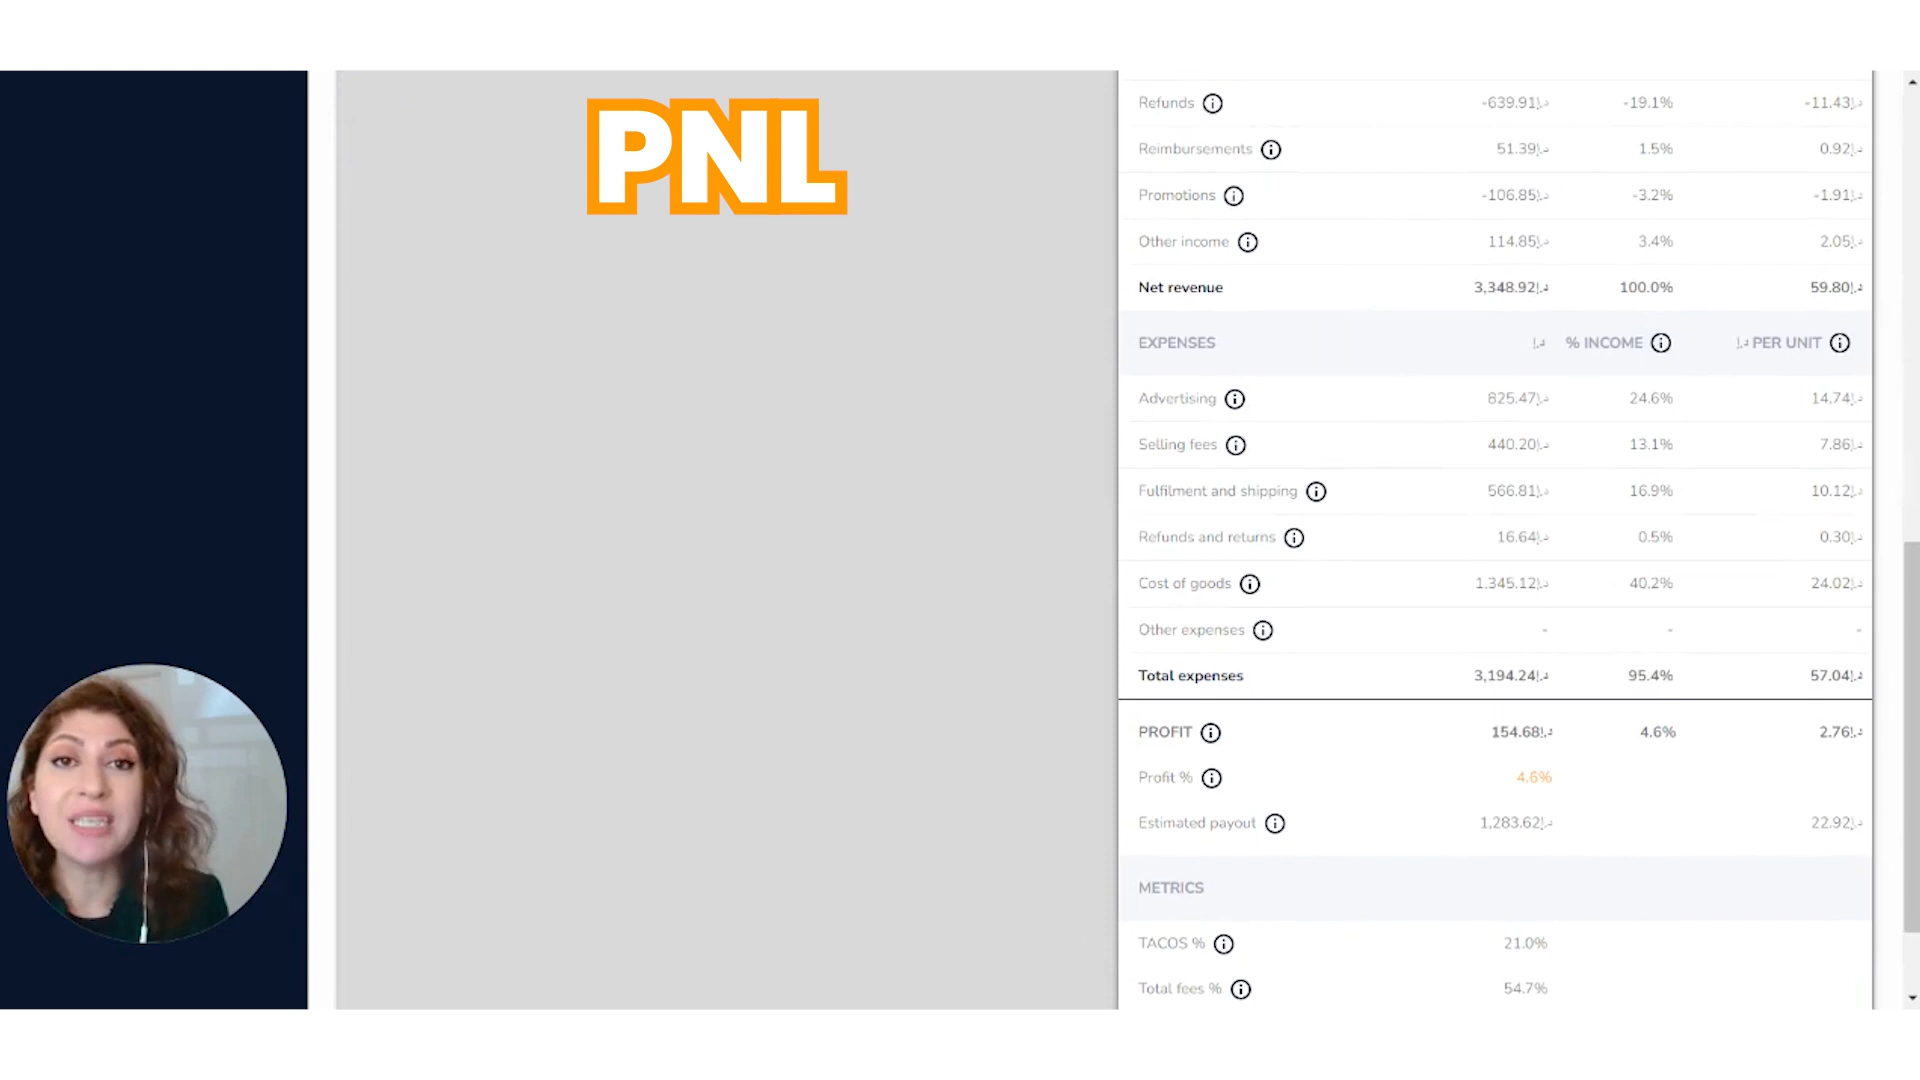 PNL
Refunds -639.91د.إ -19.1% -11.43د.إ
Reimbursements 51.39د.إ 1.5% 0.92د.إ
Promotions -106.85د.إ -3.2% -1.91د.إ
Other income 114.85د.إ 3.4% 2.05د.إ
Net revenue 3,348.92د.إ 100.0% 59.80د.إ
EXPENSES د.إ % INCOME د.إ PER UNIT
Advertising 825.47د.إ 24.6% 14.74د.إ
Selling fees 440.20د.إ 13.1% 7.86د.إ
Fulfilment and shipping 566.81د.إ 16.9% 10.12د.إ
Refunds and returns 16.64د.إ 0.5% 0.30د.إ
Cost of goods 1,345.12د.إ 40.2% 24.02د.إ
Other expenses - - -
Total expenses 3,194.24د.إ 95.4% 57.04د.إ
PROFIT 154.68د.إ 4.6% 2.76د.إ
Profit % 4.6%
Estimated payout 1,283.62د.إ 22.92د.إ
METRICS
TACOS % 21.0%
Total fees % 54.7%